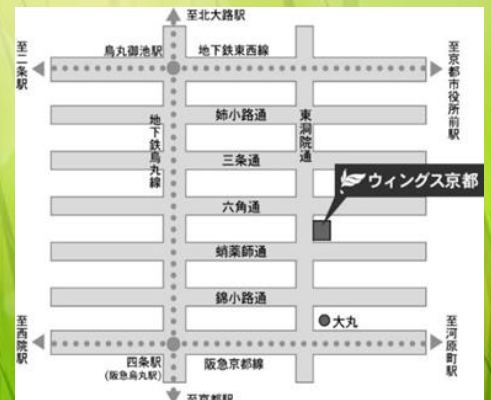 至北大路駅
烏丸御池駅
地下鉄東西線
至二条駅
至京都市役所前駅
地下鉄烏丸線
姉小路通
東洞院通
三条通
ウィングス京都
六角通
蛸薬師通
錦小路通
大丸
至西院駅
至河原町駅
四条駅
(阪急烏丸駅)
阪急京都線
至京都駅